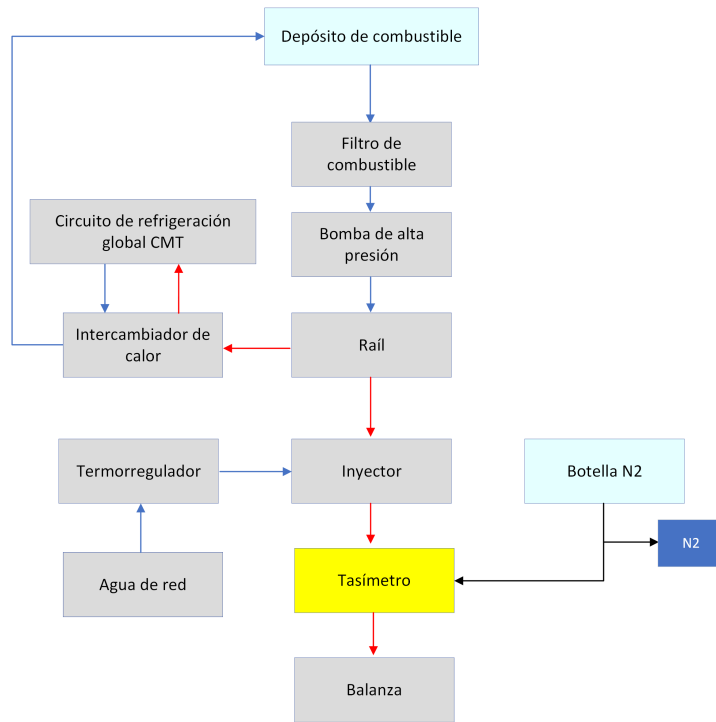 Depósito de combustible
Filtro de
combustible
Circuito de refrigeración
global CMT
Bomba de alta
presión
Intercambiador de
calor
Raíl
Termorregulador
Inyector
Botella N2
N2
Agua de red
Tasímetro
Balanza